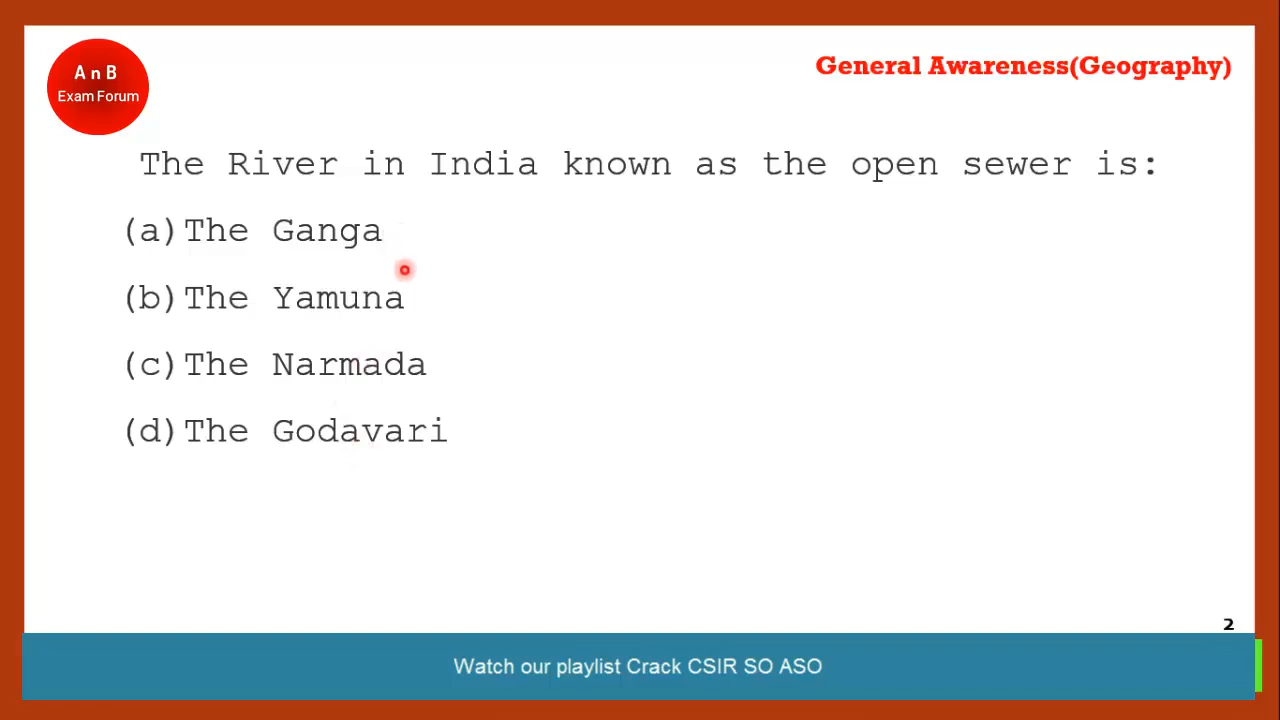 A n B
Exam Forum
General Awareness(Geography)
The River in India known as the open sewer is:
(a)The Ganga
(b)The Yamuna
(c)The Narmada
(d)The Godavari
2
Watch our playlist Crack CSIR SO ASO